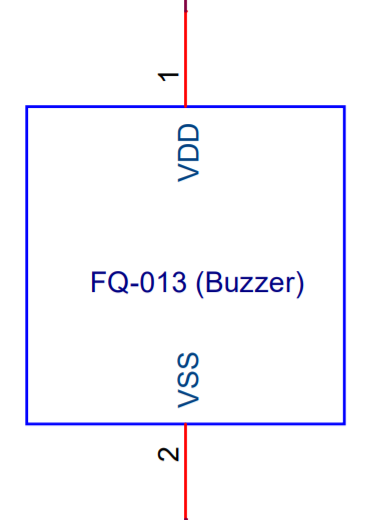 1
VDD
FQ-013 (Buzzer)
VSS
2